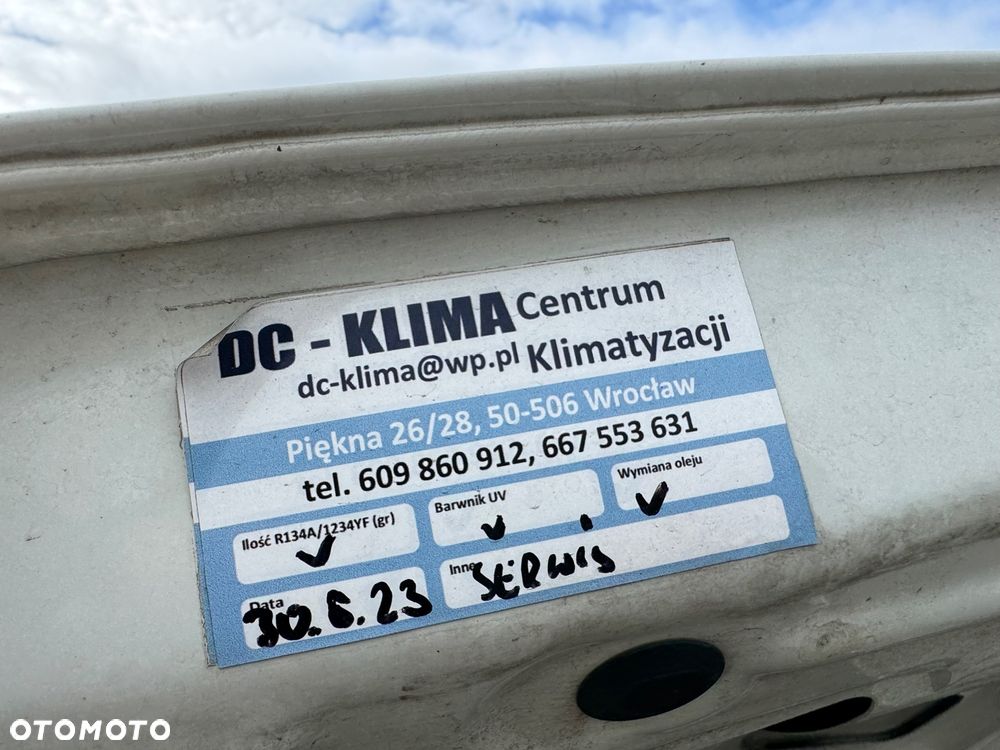 DC - KLIMA Centrum
dc-klima@wp.pl Klimatyzacji
Piękna 26/28, 50-506 Wrocław
tel. 609 860 912, 667 553 631
Ilość R134A/1234YF (gr) Barwnik UV Wymiana oleju
Data Inne
30.6.23 SERWIS
OTOMOTO